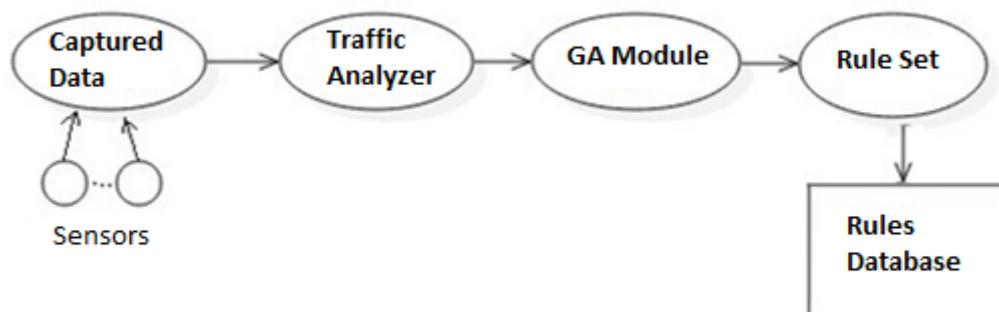 Captured
Data
Traffic
Analyzer
GA Module
Rule Set
Sensors
Rules
Database